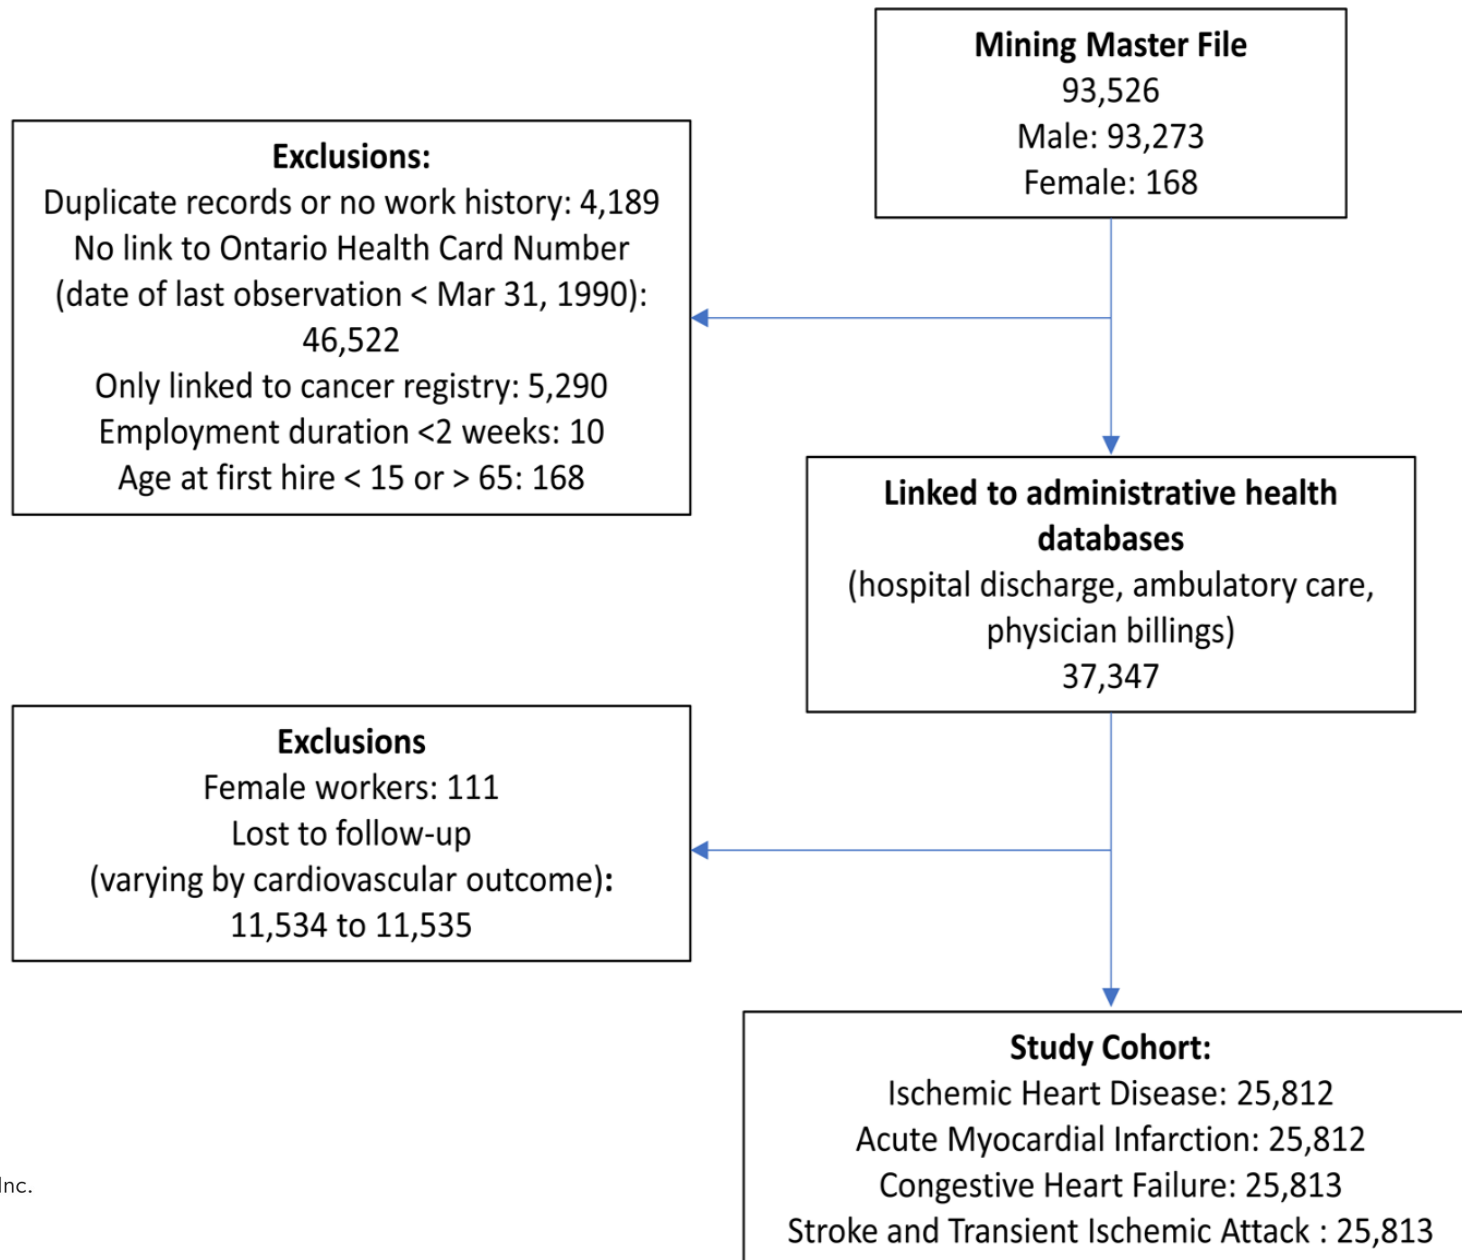 Mining Master File
93,526
Male: 93,273
Female: 168
Exclusions:
Duplicate records or no work history: 4,189
No link to Ontario Health Card Number
(date of last observation < Mar 31, 1990):
46,522
Only linked to cancer registry: 5,290
Employment duration <2 weeks: 10
Age at first hire < 15 or > 65: 168
Linked to administrative health
databases
(hospital discharge, ambulatory care,
physician billings)
37,347
Exclusions
Female workers: 111
Lost to follow-up
(varying by cardiovascular outcome):
11,534 to 11,535
Study Cohort:
Ischemic Heart Disease: 25,812
Acute Myocardial Infarction: 25,812
Congestive Heart Failure: 25,813
Stroke and Transient Ischemic Attack : 25,813
Inc.